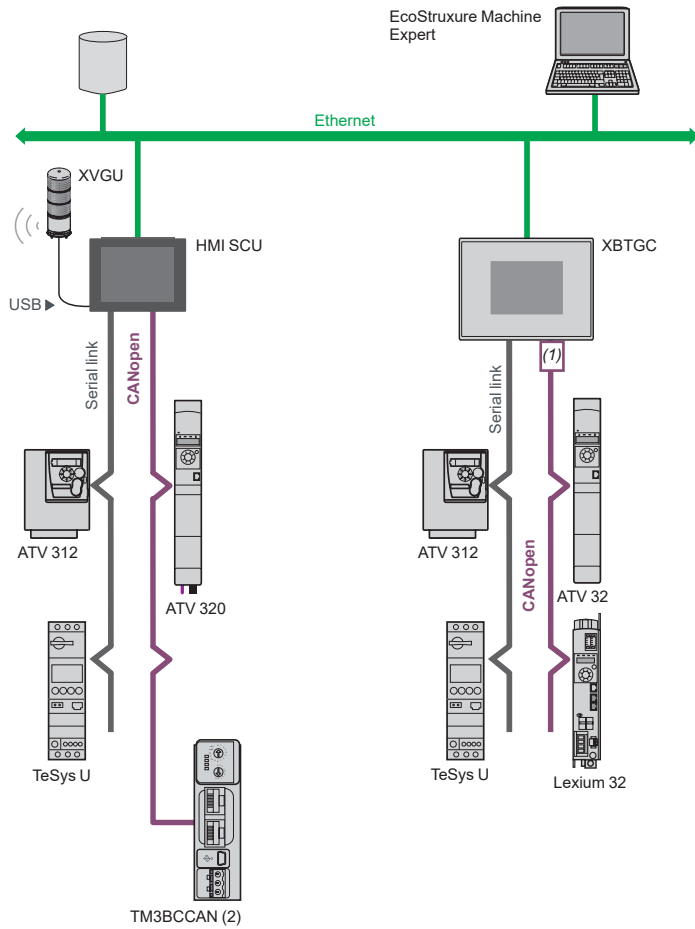 EcoStruxure Machine
Expert
Ethernet
XVGU
HMI SCU
XBTGC
USB
Serial link
CANopen
Serial link
(1)
ATV 312
ATV 320
ATV 312
CANopen
ATV 32
TeSys U
TeSys U
Lexium 32
TM3BCCAN (2)